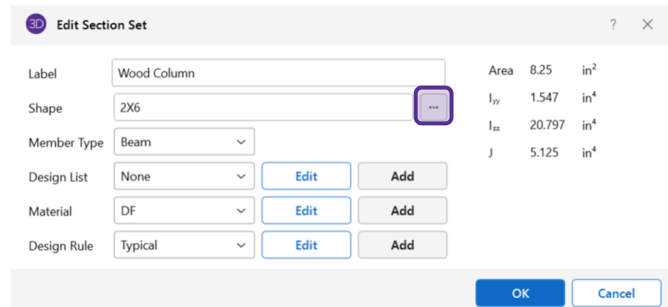 3D Edit Section Set ? ×
Label Wood Column
Shape 2X6 ...
Member Type Beam
Design List None Edit Add
Material DF Edit Add
Design Rule Typical Edit Add
Area 8.25 in²
Iyy 1.547 in⁴
Izz 20.797 in⁴
J 5.125 in⁴
OK Cancel